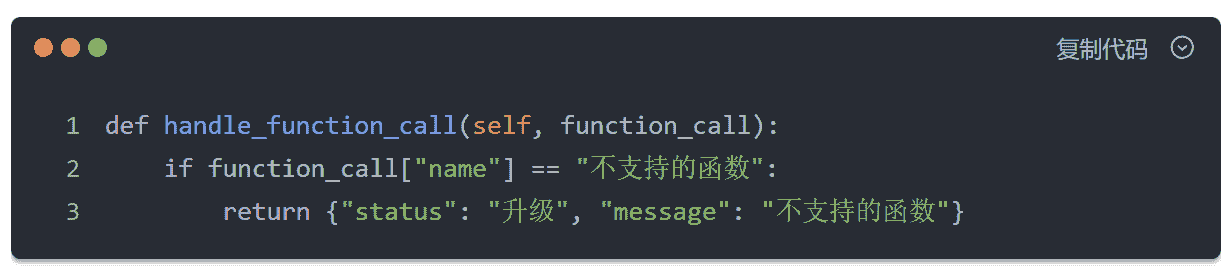 复制代码
1 def handle_function_call(self, function_call):
2     if function_call["name"] == "不支持的函数":
3         return {"status": "升级", "message": "不支持的函数"}